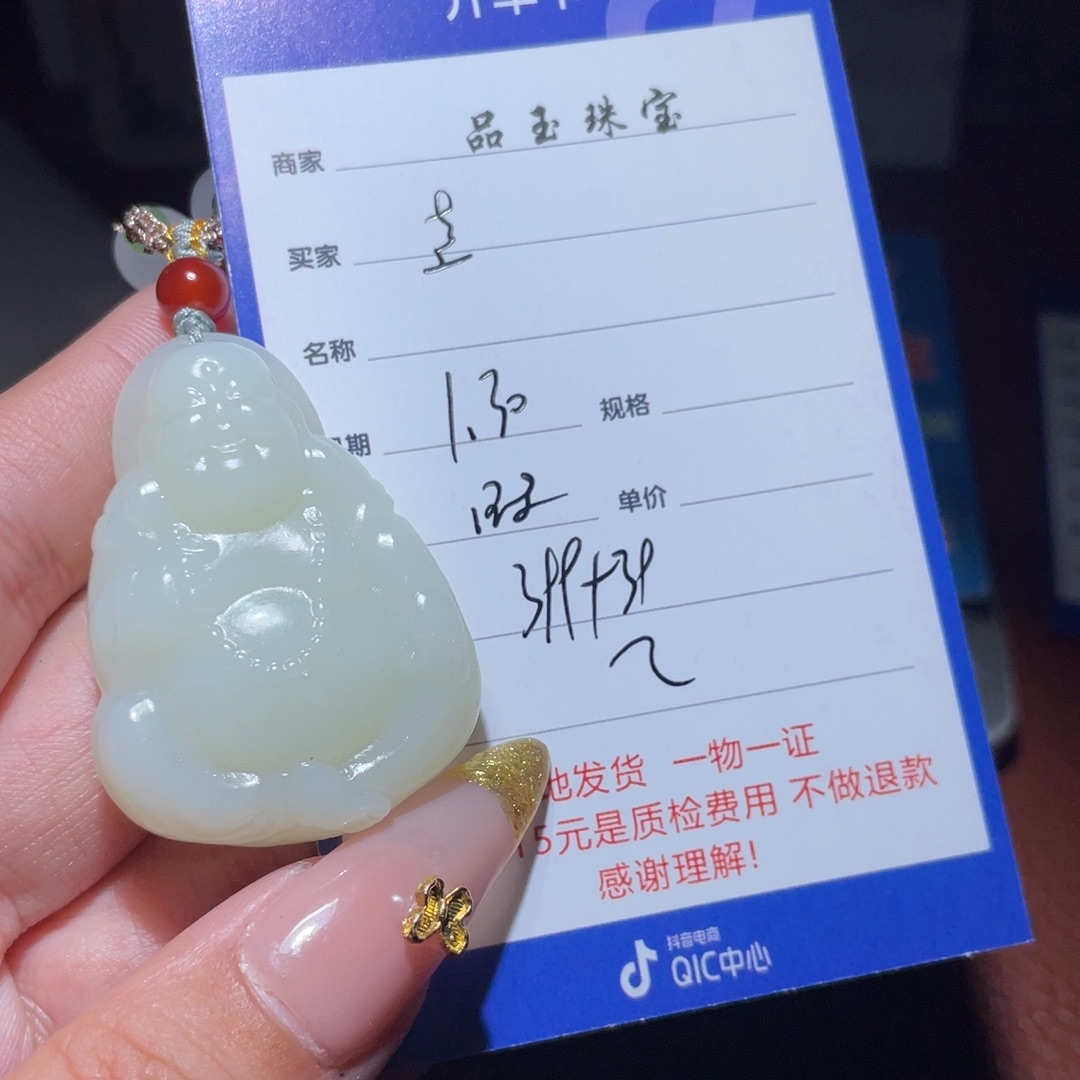 商家 品玉珠宝
买家
名称
期 1.30 规格
单价
地发货 一物一证
15元是质检费用 不做退款
感谢理解!
抖音电商
QIC中心